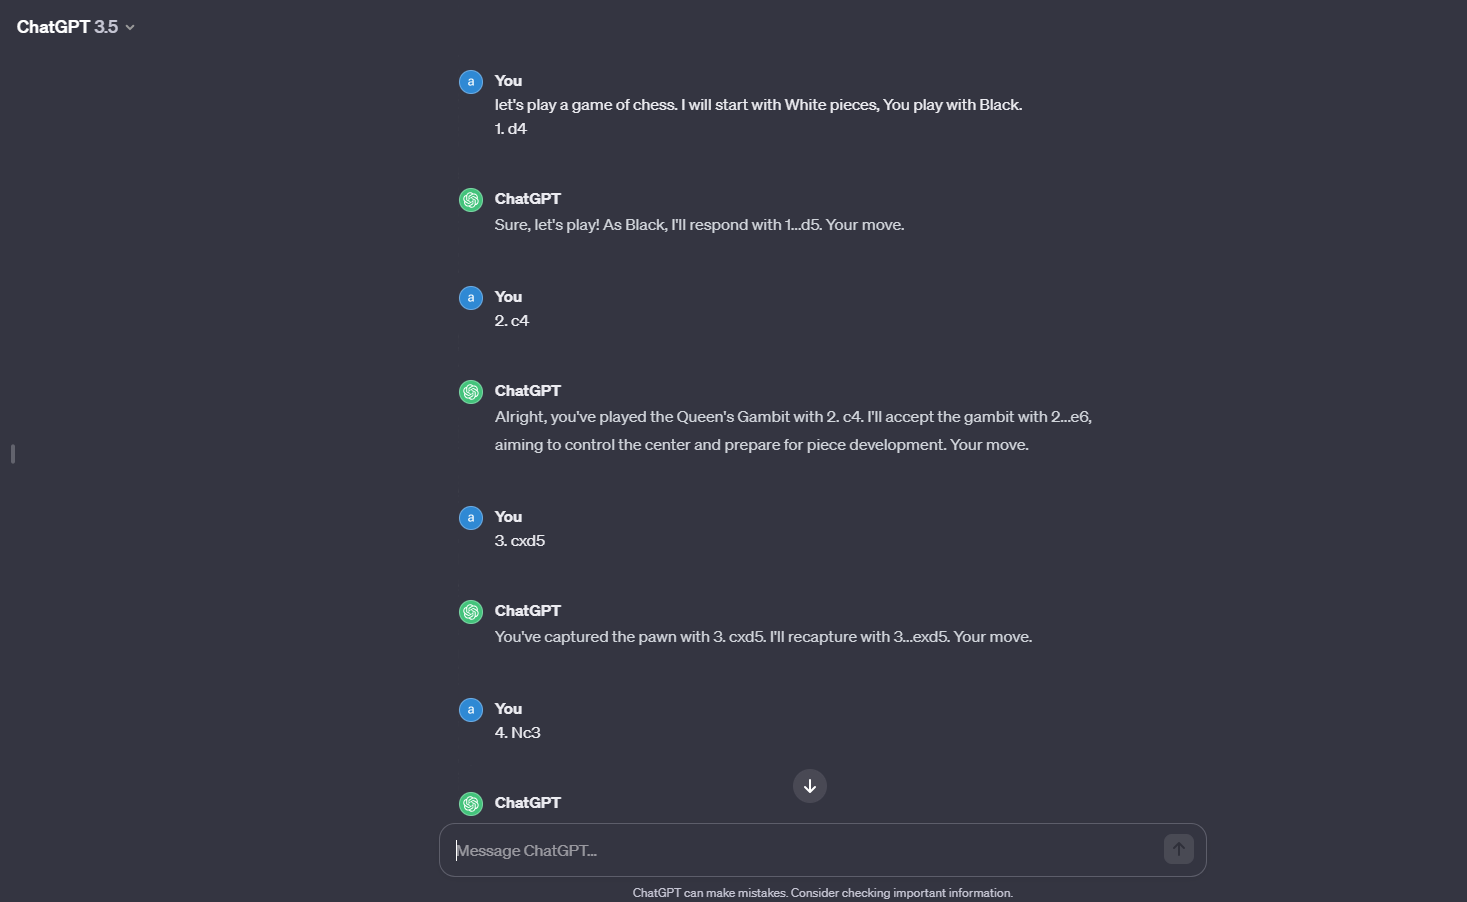 ChatGPT 3.5
a
You
let's play a game of chess. I will start with White pieces, You play with Black.
1. d4
ChatGPT
Sure, let's play! As Black, I'll respond with 1...d5. Your move.
a
You
2. c4
ChatGPT
Alright, you've played the Queen's Gambit with 2. c4. I'll accept the gambit with 2...e6,
aiming to control the center and prepare for piece development. Your move.
a
You
3. cxd5
ChatGPT
You've captured the pawn with 3. cxd5. I'll recapture with 3...exd5. Your move.
a
You
4. Nc3
ChatGPT
Message ChatGPT...
ChatGPT can make mistakes. Consider checking important information.